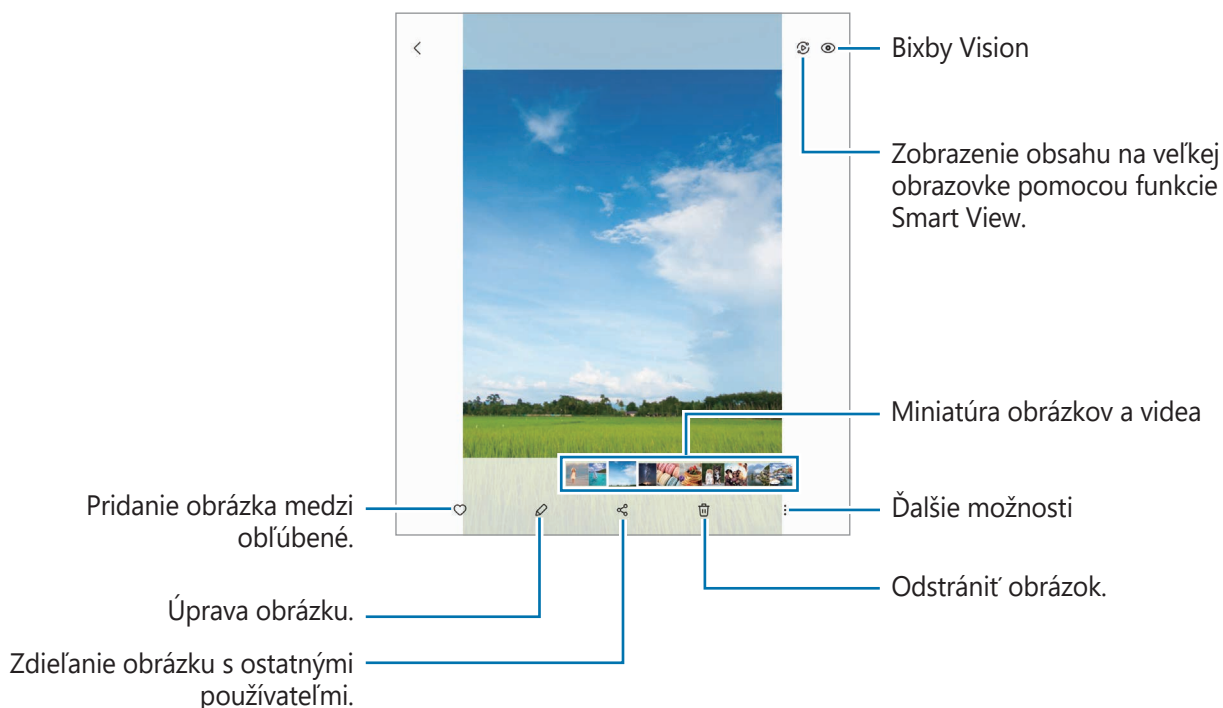 Bixby Vision
Zobrazenie obsahu na veľkej
obrazovke pomocou funkcie
Smart View.
Miniatúra obrázkov a videa
Pridanie obrázka medzi
obľúbené.
Ďalšie možnosti
Odstrániť obrázok.
Úprava obrázku.
Zdieľanie obrázku s ostatnými
používateľmi.